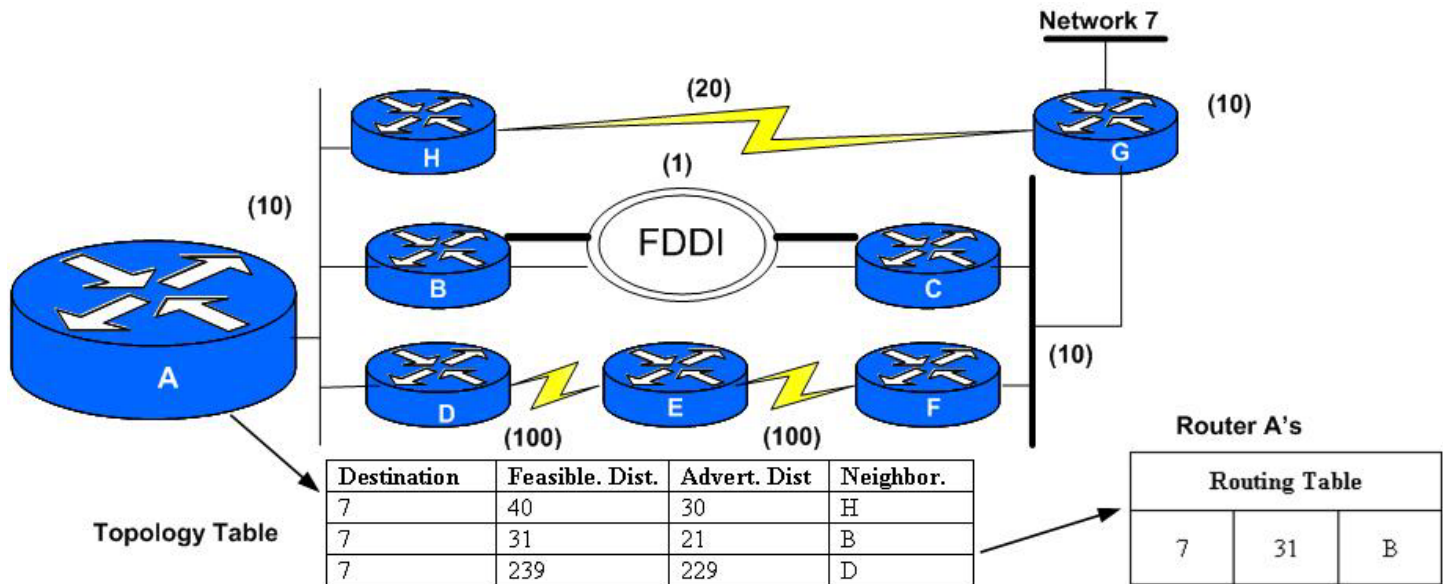 Network 7
(20)
(10)
H
G
(1)
(10)
FDDI
B
C
A
D
E
F
(10)
(100)
(100)
Router A's
Topology Table
Destination Feasible. Dist. Advert. Dist Neighbor.
7 40 30 H
7 31 21 B
7 239 229 D
Routing Table
7 31 B